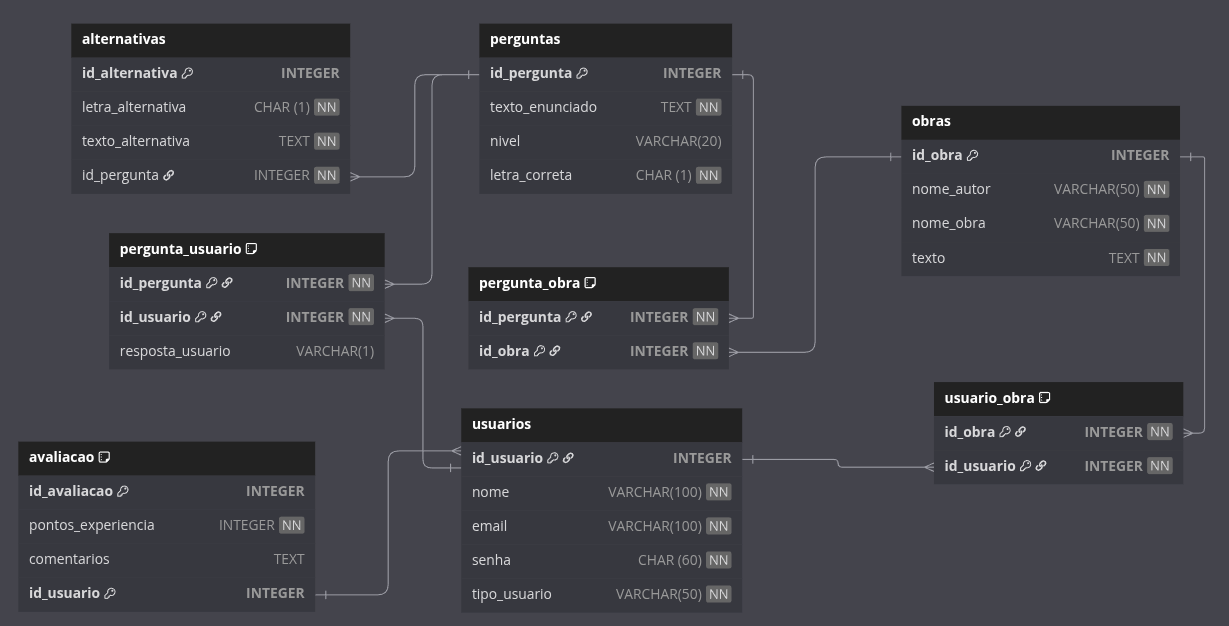 alternativas
id_alternativa INTEGER
letra_alternativa CHAR (1) NN
texto_alternativa TEXT NN
id_pergunta INTEGER NN
perguntas
id_pergunta INTEGER
texto_enunciado TEXT NN
nivel VARCHAR(20)
letra_correta CHAR (1) NN
obras
id_obra INTEGER
nome_autor VARCHAR(50) NN
nome_obra VARCHAR(50) NN
texto TEXT NN
pergunta_usuario
id_pergunta INTEGER NN
id_usuario INTEGER NN
resposta_usuario VARCHAR(1)
pergunta_obra
id_pergunta INTEGER NN
id_obra INTEGER NN
usuario_obra
id_obra INTEGER NN
id_usuario INTEGER NN
usuarios
id_usuario INTEGER
nome VARCHAR(100) NN
email VARCHAR(100) NN
senha CHAR (60) NN
tipo_usuario VARCHAR(50) NN
avaliacao
id_avaliacao INTEGER
pontos_experiencia INTEGER NN
comentarios TEXT
id_usuario INTEGER